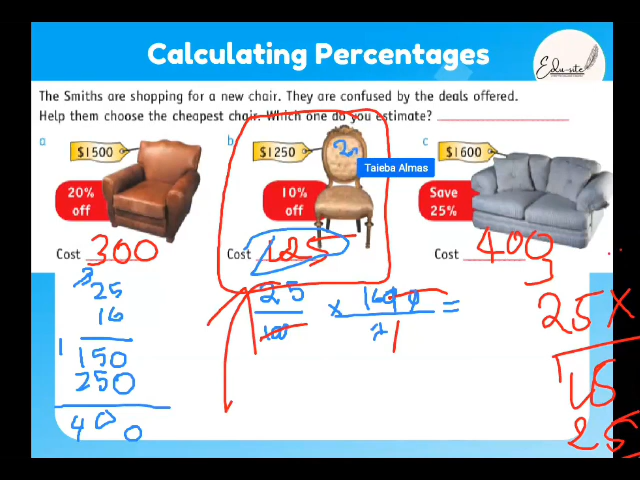 Calculating Percentages
Edu-site
The Smiths are shopping for a new chair. They are confused by the deals offered.
Help them choose the cheapest chair. Which one do you estimate?
a
b
c
$1500
$1250
$1600
Taieba Almas
20%
off
10%
off
Save
25%
Cost 300
Cost 125
Cost 400
25
16
1 150
250
400
25
100
× 1600
1
=
25 ×
15
25